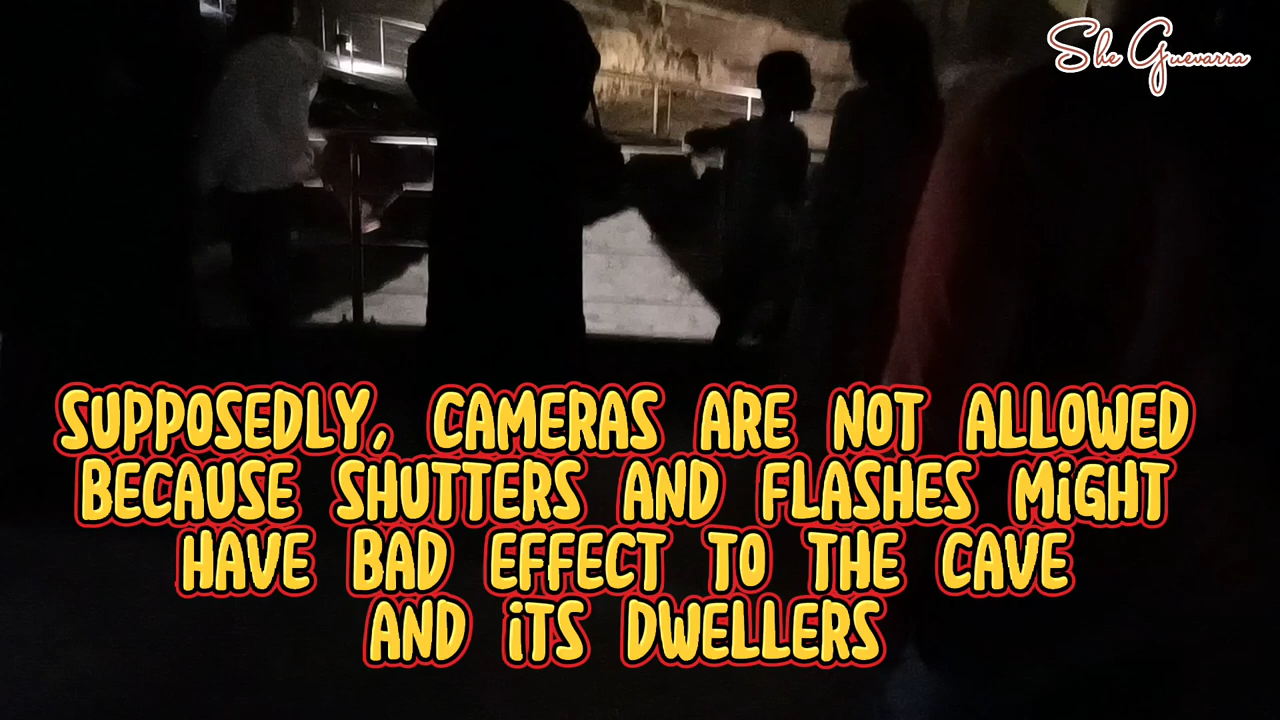 She Guevarra
SUPPOSEDLY, CAMERAS ARE NOT ALLOWED
BECAUSE SHUTTERS AND FLASHES MiGHT
HAVE BAD EFFECT TO THE CAVE
AND iTS DWELLERS